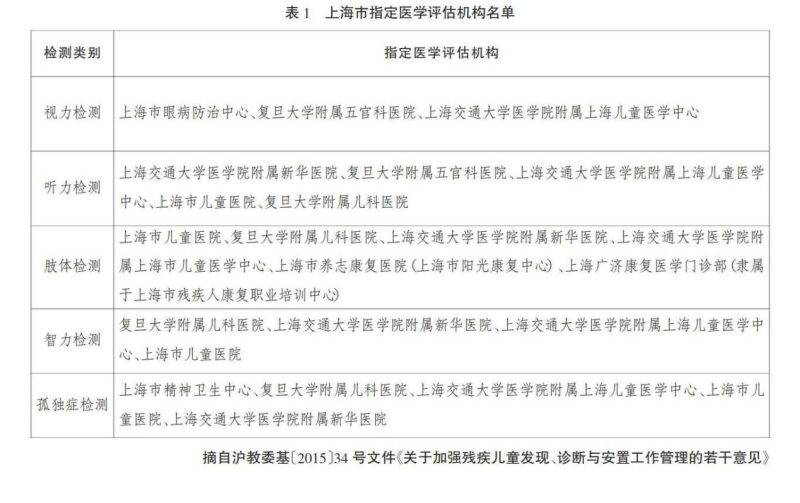 表 1 上海市指定医学评估机构名单
检测类别 指定医学评估机构
视力检测 上海市眼病防治中心、复旦大学附属五官科医院、上海交通大学医学院附属上海儿童医学中心
听力检测
上海交通大学医学院附属新华医院、复旦大学附属五官科医院、上海交通大学医学院附属上海儿童医学
中心、上海市儿童医院、复旦大学附属儿科医院
肢体检测
上海市儿童医院、复旦大学附属儿科医院、上海交通大学医学院附属新华医院、上海交通大学医学院附
属上海市儿童医学中心、上海市养志康复医院(上海市阳光康复中心)、上海广济康复医学门诊部(隶属
于上海市残疾人康复职业培训中心)
智力检测
复旦大学附属儿科医院、上海交通大学医学院附属新华医院、上海交通大学医学院附属上海儿童医学中
心、上海市儿童医院
孤独症检测
上海市精神卫生中心、复旦大学附属儿科医院、上海交通大学医学院附属上海儿童医学中心、上海市儿
童医院、上海交通大学医学院附属新华医院
摘自沪教委基〔2015〕34 号文件《关于加强残疾儿童发现、诊断与安置工作管理的若干意见》